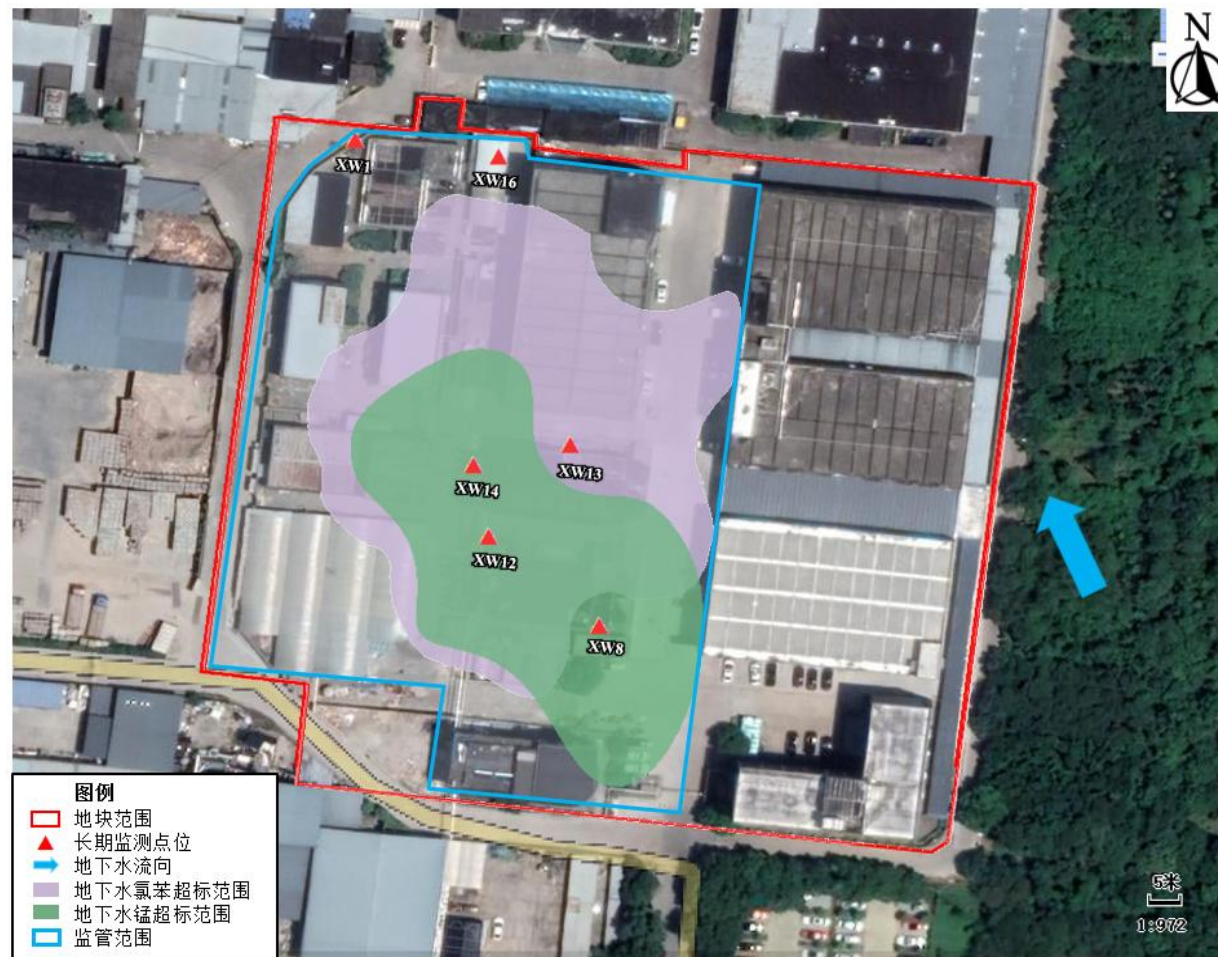 N
XW1
XW16
XW13
XW14
XW12
XW8
图例
地块范围
长期监测点位
地下水流向
地下水氯苯超标范围
地下水锰超标范围
监管范围
5米
1:972